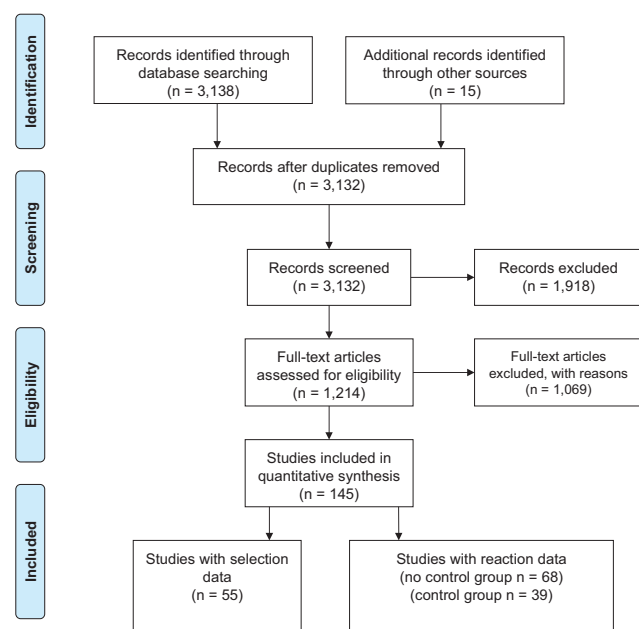 Identification
Records identified through
database searching
(n = 3,138)
Additional records identified
through other sources
(n = 15)
Records after duplicates removed
(n = 3,132)
Screening
Records screened
(n = 3,132)
Records excluded
(n = 1,918)
Eligibility
Full-text articles
assessed for eligibility
(n = 1,214)
Full-text articles
excluded, with reasons
(n = 1,069)
Studies included in
quantitative synthesis
(n = 145)
Included
Studies with selection
data
(n = 55)
Studies with reaction data
(no control group n = 68)
(control group n = 39)